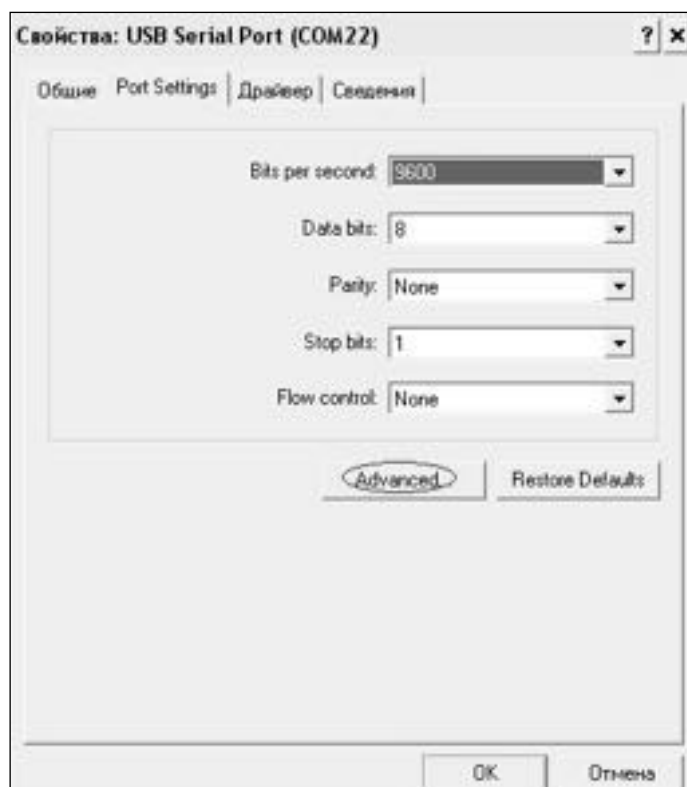 Свойства: USB Serial Port (COM22) ? ×
Общие Port Settings Драйвер Сведения
Bits per second: 9600
Data bits: 8
Parity: None
Stop bits: 1
Flow control: None
Advanced... Restore Defaults
OK Отмена